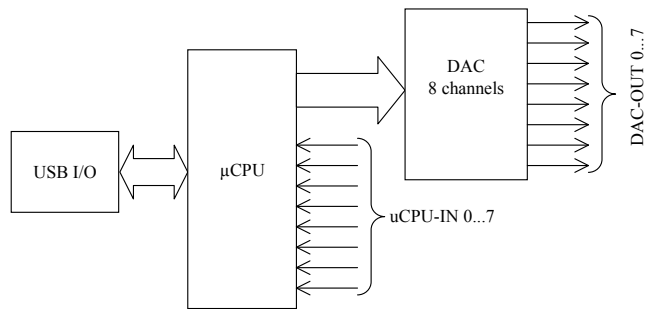 DAC
8 channels
DAC-OUT 0...7
USB I/O
µCPU
uCPU-IN 0...7